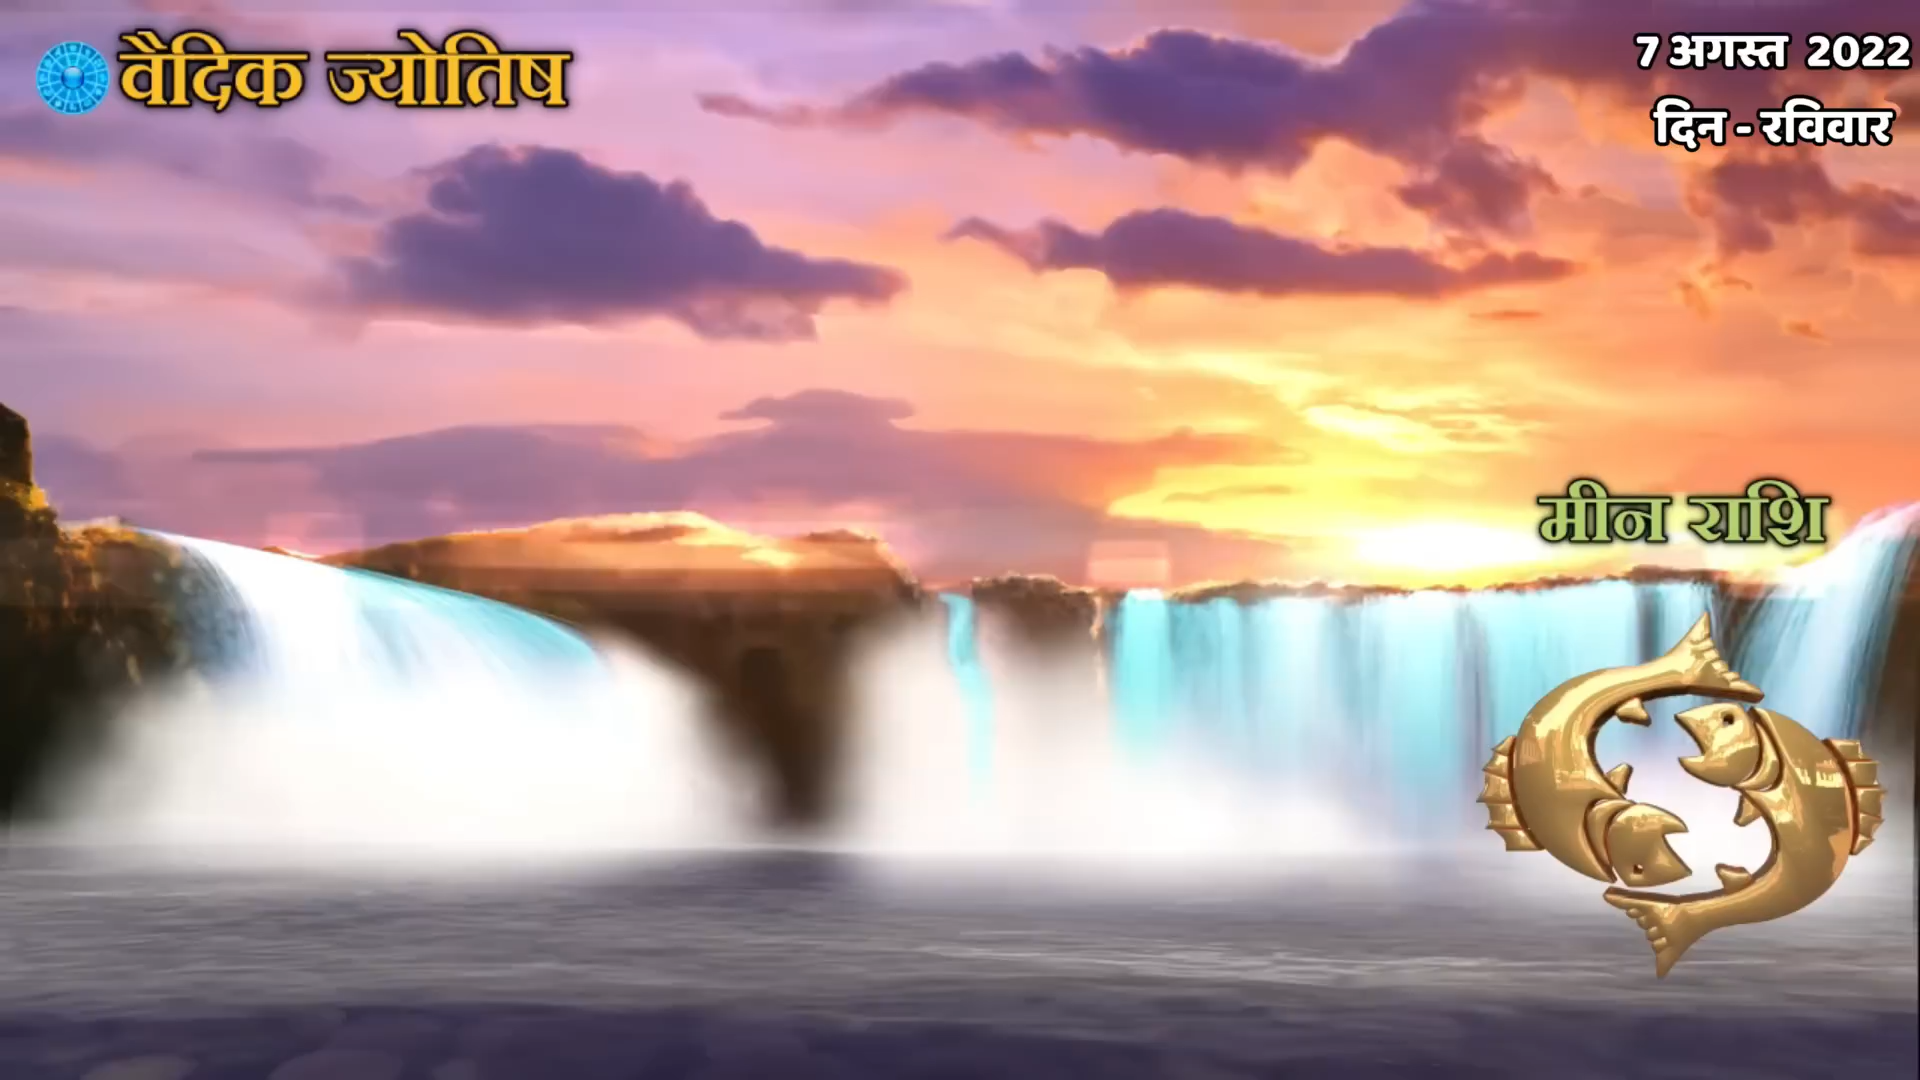 वैदिक ज्योतिष
7 अगस्त 2022
दिन - रविवार
मीन राशि